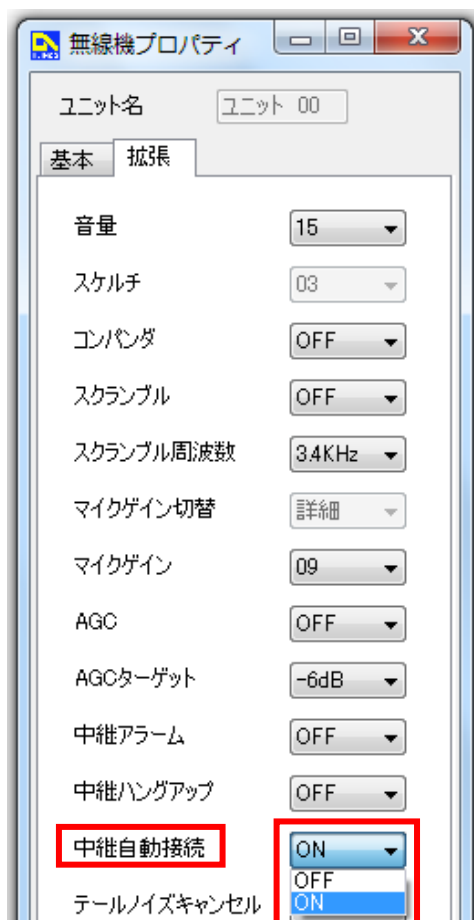 無線機プロパティ
ユニット名 ユニット 00
基本 拡張
音量 15
スケルチ 03
コンパンダ OFF
スクランブル OFF
スクランブル周波数 3.4KHz
マイクゲイン切替 詳細
マイクゲイン 09
AGC OFF
AGCターゲット -6dB
中継アラーム OFF
中継ハングアップ OFF
中継自動接続 ON
OFF
テールノイズキャンセル ON